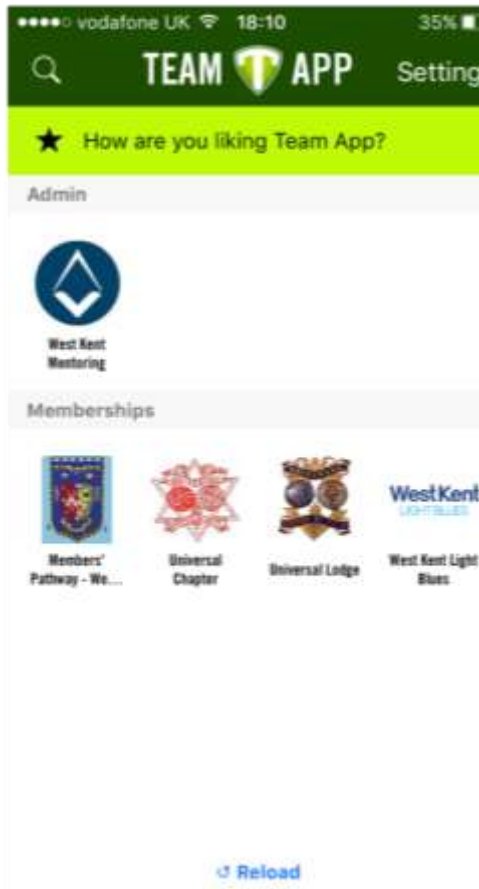 vodafone UK 18:10 35%
TEAM T APP Setting
How are you liking Team App?
Admin
West Kent
Mentoring
Memberships
WestKent
LIGHT BLUES
Members'
Pathway - We...
Universal
Chapter
Universal Lodge
West Kent Light
Blues
Reload